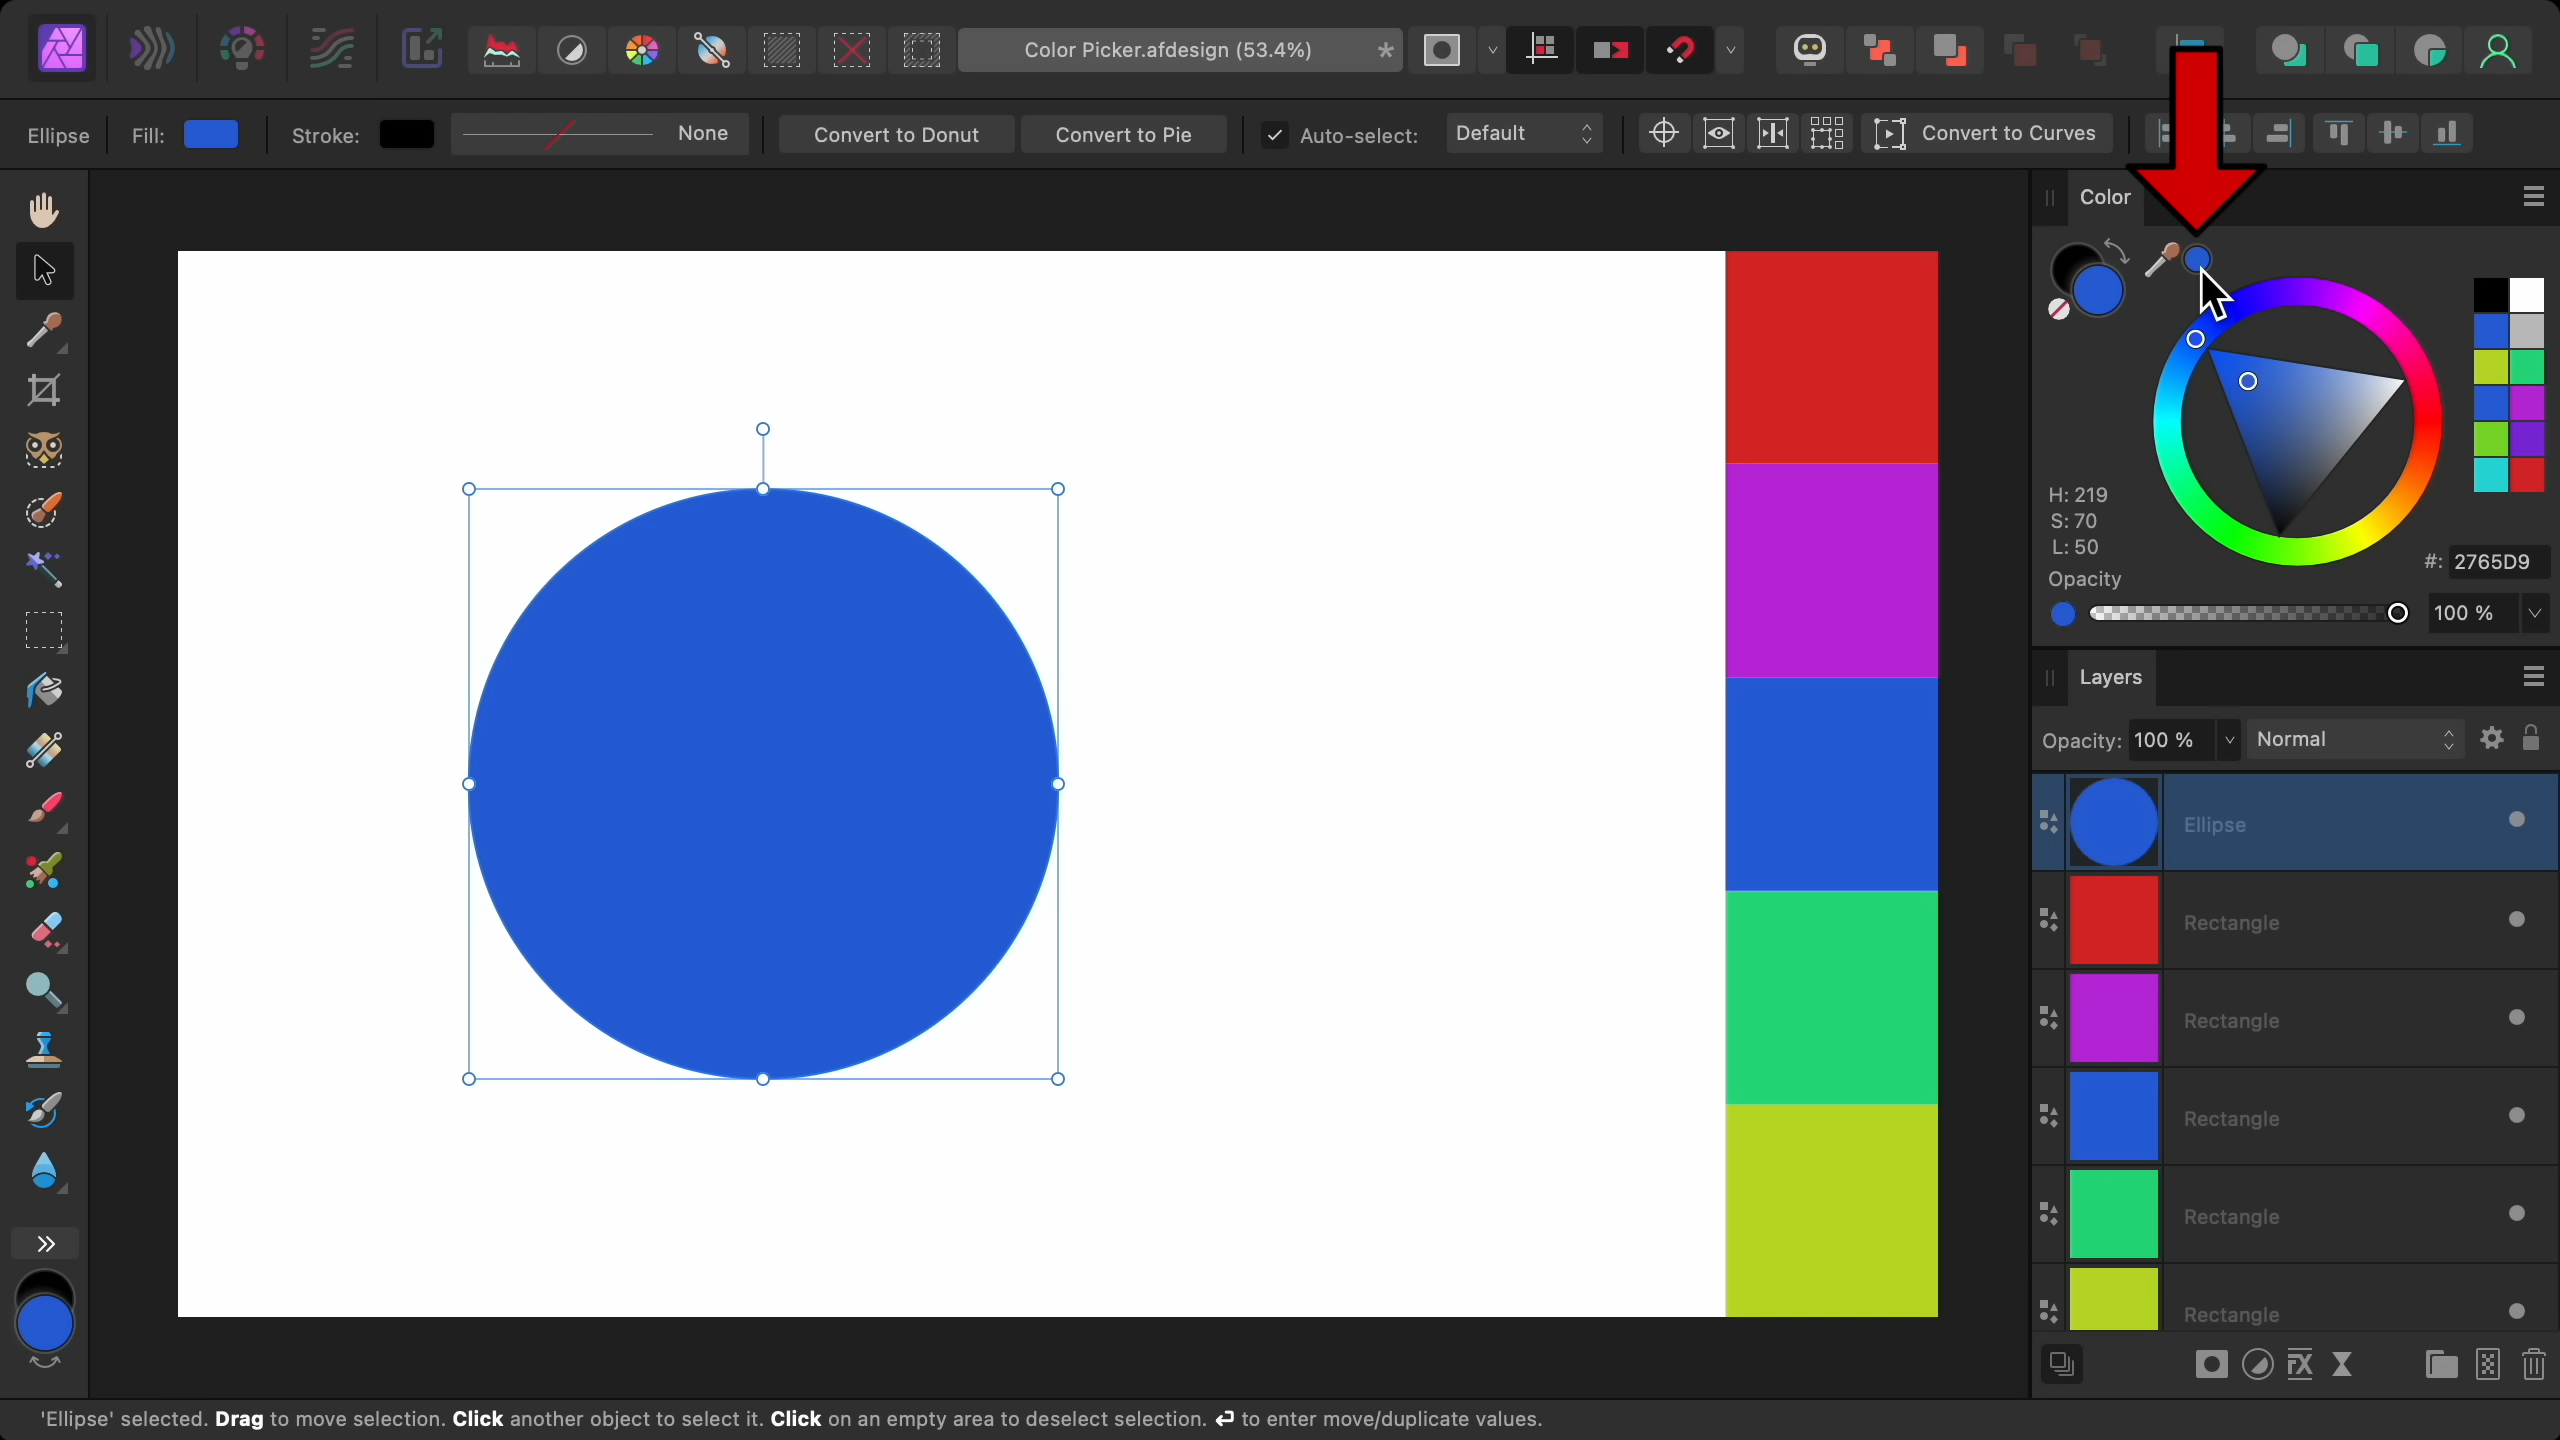 Color Picker.afdesign (53.4%) *
Ellipse Fill: Stroke: None Convert to Donut Convert to Pie Auto-select: Default Convert to Curves
Color
H: 219
S: 70
L: 50
#: 2765D9
Opacity
100 %
Layers
Opacity: 100 % Normal
Ellipse
Rectangle
Rectangle
Rectangle
Rectangle
Rectangle
'Ellipse' selected. Drag to move selection. Click another object to select it. Click on an empty area to deselect selection. ↩ to enter move/duplicate values.